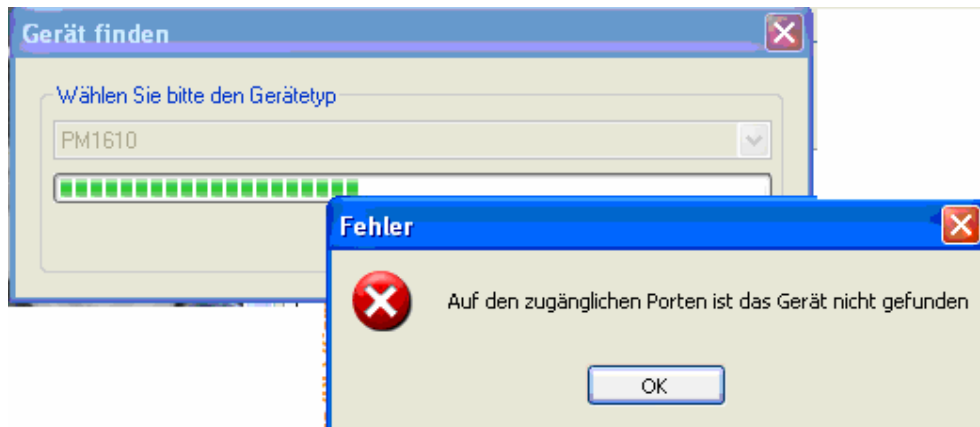 Gerät finden
Wählen Sie bitte den Gerätetyp
PM1610
Fehler
Auf den zugänglichen Porten ist das Gerät nicht gefunden
OK